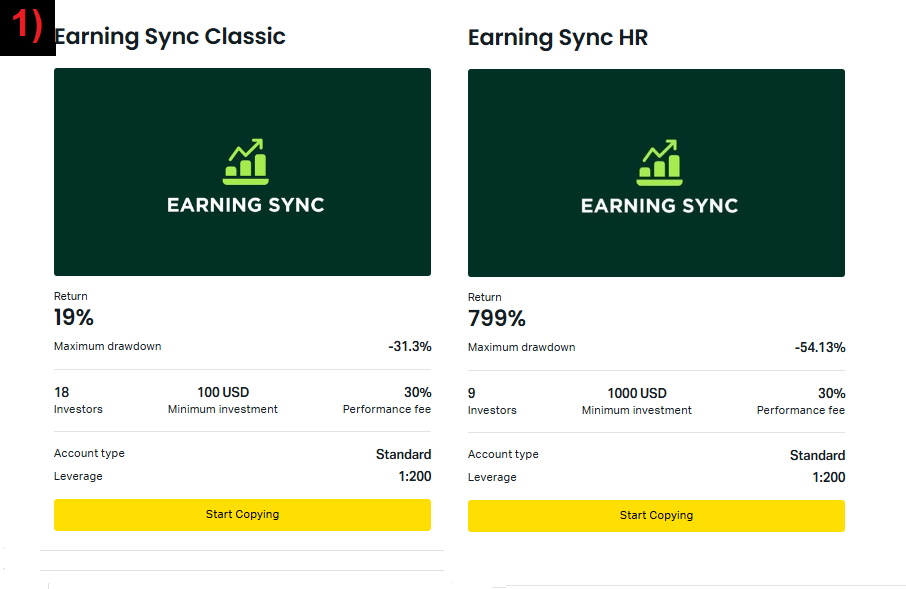 1)
Earning Sync Classic
EARNING SYNC
Return
19%
Maximum drawdown -31.3%
18 100 USD 30%
Investors Minimum investment Performance fee
Account type Standard
Leverage 1:200
Start Copying
Earning Sync HR
EARNING SYNC
Return
799%
Maximum drawdown -54.13%
9 1000 USD 30%
Investors Minimum investment Performance fee
Account type Standard
Leverage 1:200
Start Copying